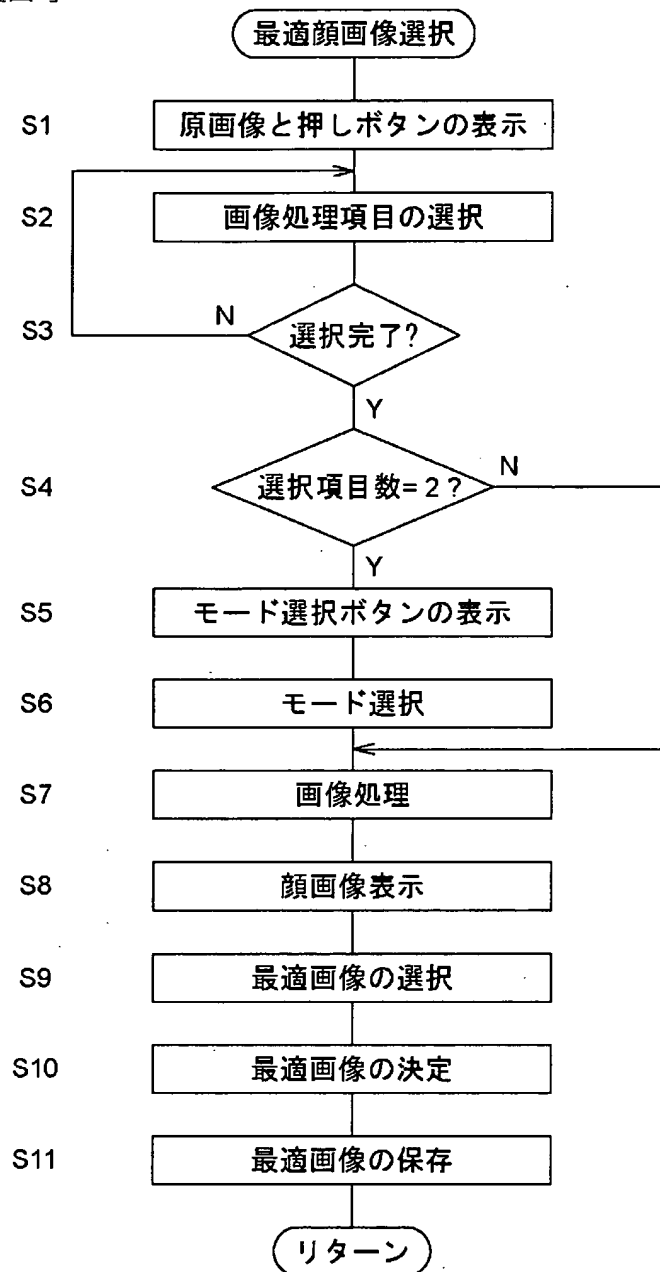 最適顔画像選択
S1 原画像と押しボタンの表示
S2 画像処理項目の選択
S3 選択完了?
N
Y
S4 選択項目数=2?
N
Y
S5 モード選択ボタンの表示
S6 モード選択
S7 画像処理
S8 顔画像表示
S9 最適画像の選択
S10 最適画像の決定
S11 最適画像の保存
リターン